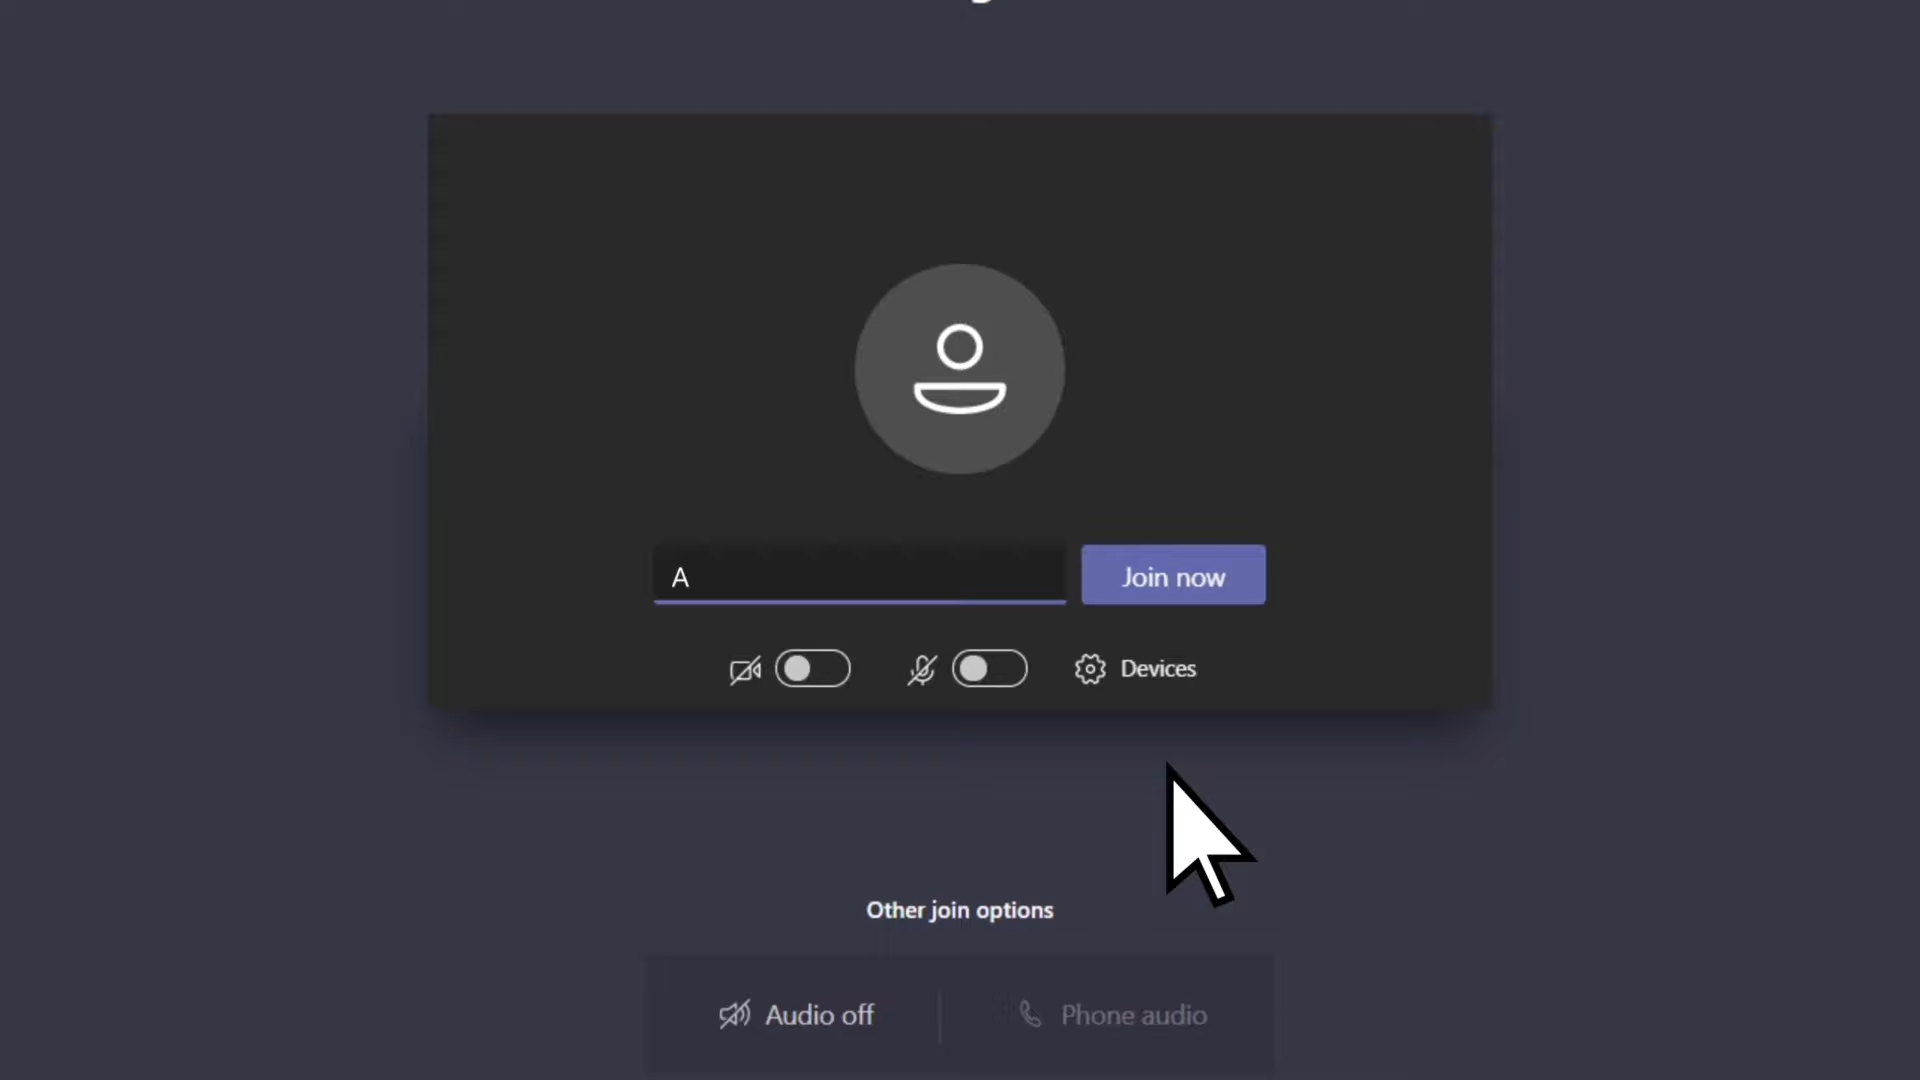 A
Join now
Devices
Other join options
Audio off
Phone audio